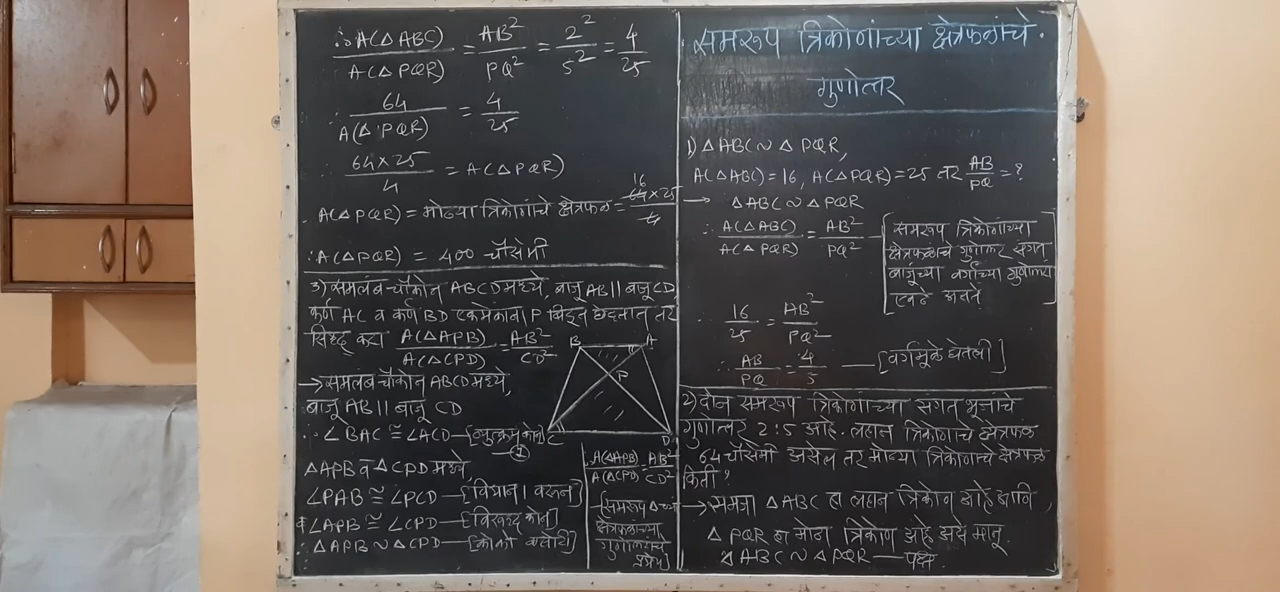 समरूप त्रिकोणांच्या क्षेत्रफळांचे
गुणोत्तर
1) △ABC ~ △PQR,
A(△ABC) = 16, A(△PQR) = 25 तर AB/PQ = ?
→ △ABC ~ △PQR
∴ A(△ABC)/A(△PQR) = AB²/PQ² — [समरूप त्रिकोणांच्या
क्षेत्रफळांचे गुणोत्तर संगत
बाजूंच्या वर्गांच्या गुणोत्तरा
एवढे असते]
∴ 16/25 = AB²/PQ²
∴ AB/PQ = 4/5 — [वर्गमूळे घेतली]
2) दोन समरूप त्रिकोणांच्या संगत भूजांचे
गुणोत्तर 2:5 आहे. लहान त्रिकोणाचे क्षेत्रफळ
64 चौसेमी असेल तर मोठ्या त्रिकोणाचे क्षेत्रफळ
किती?
→ समजा △ABC हा लहान त्रिकोण आहे आणि,
△PQR हा मोठा त्रिकोण आहे असे मानू.
△ABC ~ △PQR — पक्ष
∴ A(△ABC)/A(△PQR) = AB²/PQ² = 2²/5² = 4/25
∴ 64/A(△PQR) = 4/25
∴ 64×25/4 = A(△PQR)
∴ A(△PQR) = मोठ्या त्रिकोणाचे क्षेत्रफळ = 64×25/4
16
∴ A(△PQR) = 400 चौसेमी
3) समलंब चौकोन ABCD मध्ये, बाजू AB || बाजू CD,
कर्ण AC व कर्ण BD एकमेकांना P बिंदूत छेदतात तर
सिद्ध करा A(△APB)/A(△CPD) = AB²/CD²
→ समलंब चौकोन ABCD मध्ये,
बाजू AB || बाजू CD
∴ ∠BAC ≅ ∠ACD — [व्युत्क्रम कोन]
— ①
△APB व △CPD मध्ये,
∠PAB ≅ ∠PCD — [विधान 1 वरून]
व ∠APB ≅ ∠CPD — [विरुद्ध कोन]
∴ △APB ~ △CPD — [कोको कसोटी]
B A
P
C D
∴ A(△APB)/A(△CPD) = AB²/CD²
[समरूप △च्या
क्षेत्रफळांच्या
गुणोत्तराचे
प्रमेय]